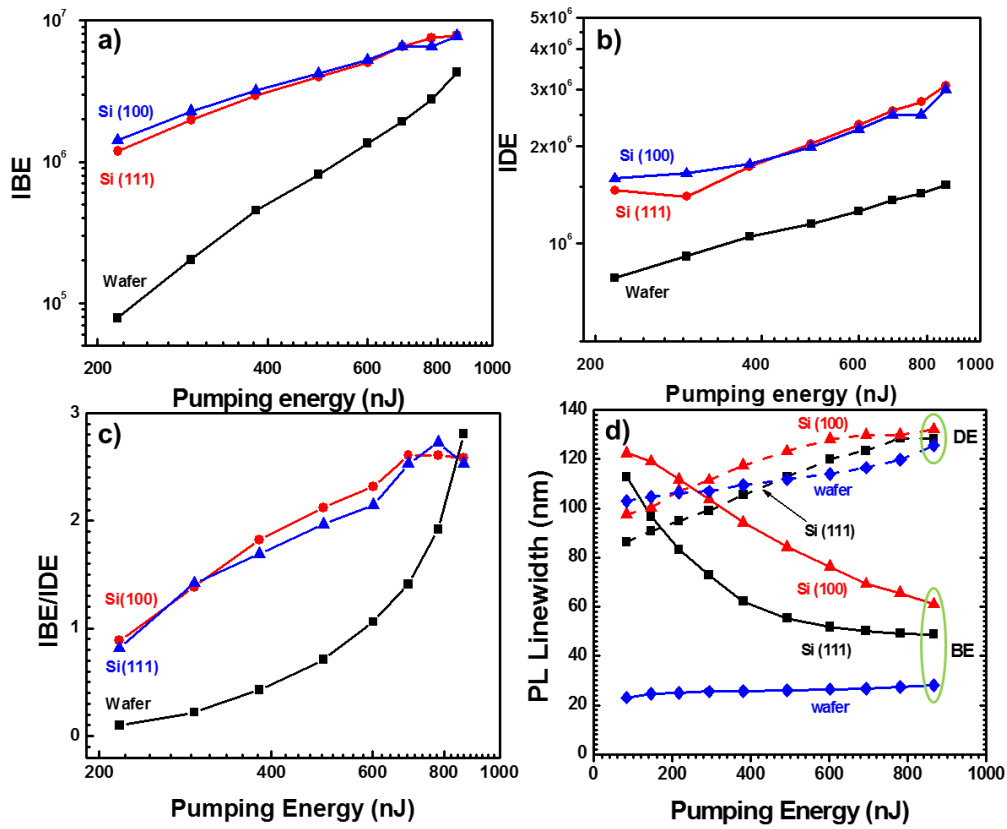 a)
IBE
10^7
10^6
10^5
Si (100)
Si (111)
Wafer
200
400
600
800
1000
Pumping energy (nJ)
b)
IDE
5x10^6
4x10^6
3x10^6
2x10^6
10^6
Si (100)
Si (111)
Wafer
200
400
600
800
1000
Pumping energy (nJ)
c)
IBE/IDE
3
2
1
0
Si(100)
Si(111)
Wafer
200
400
600
800
1000
Pumping Energy (nJ)
d)
PL Linewidth (nm)
140
120
100
80
60
40
20
0
Si (100)
DE
wafer
Si (111)
Si (100)
Si (111)
BE
wafer
0
200
400
600
800
1000
Pumping Energy (nJ)